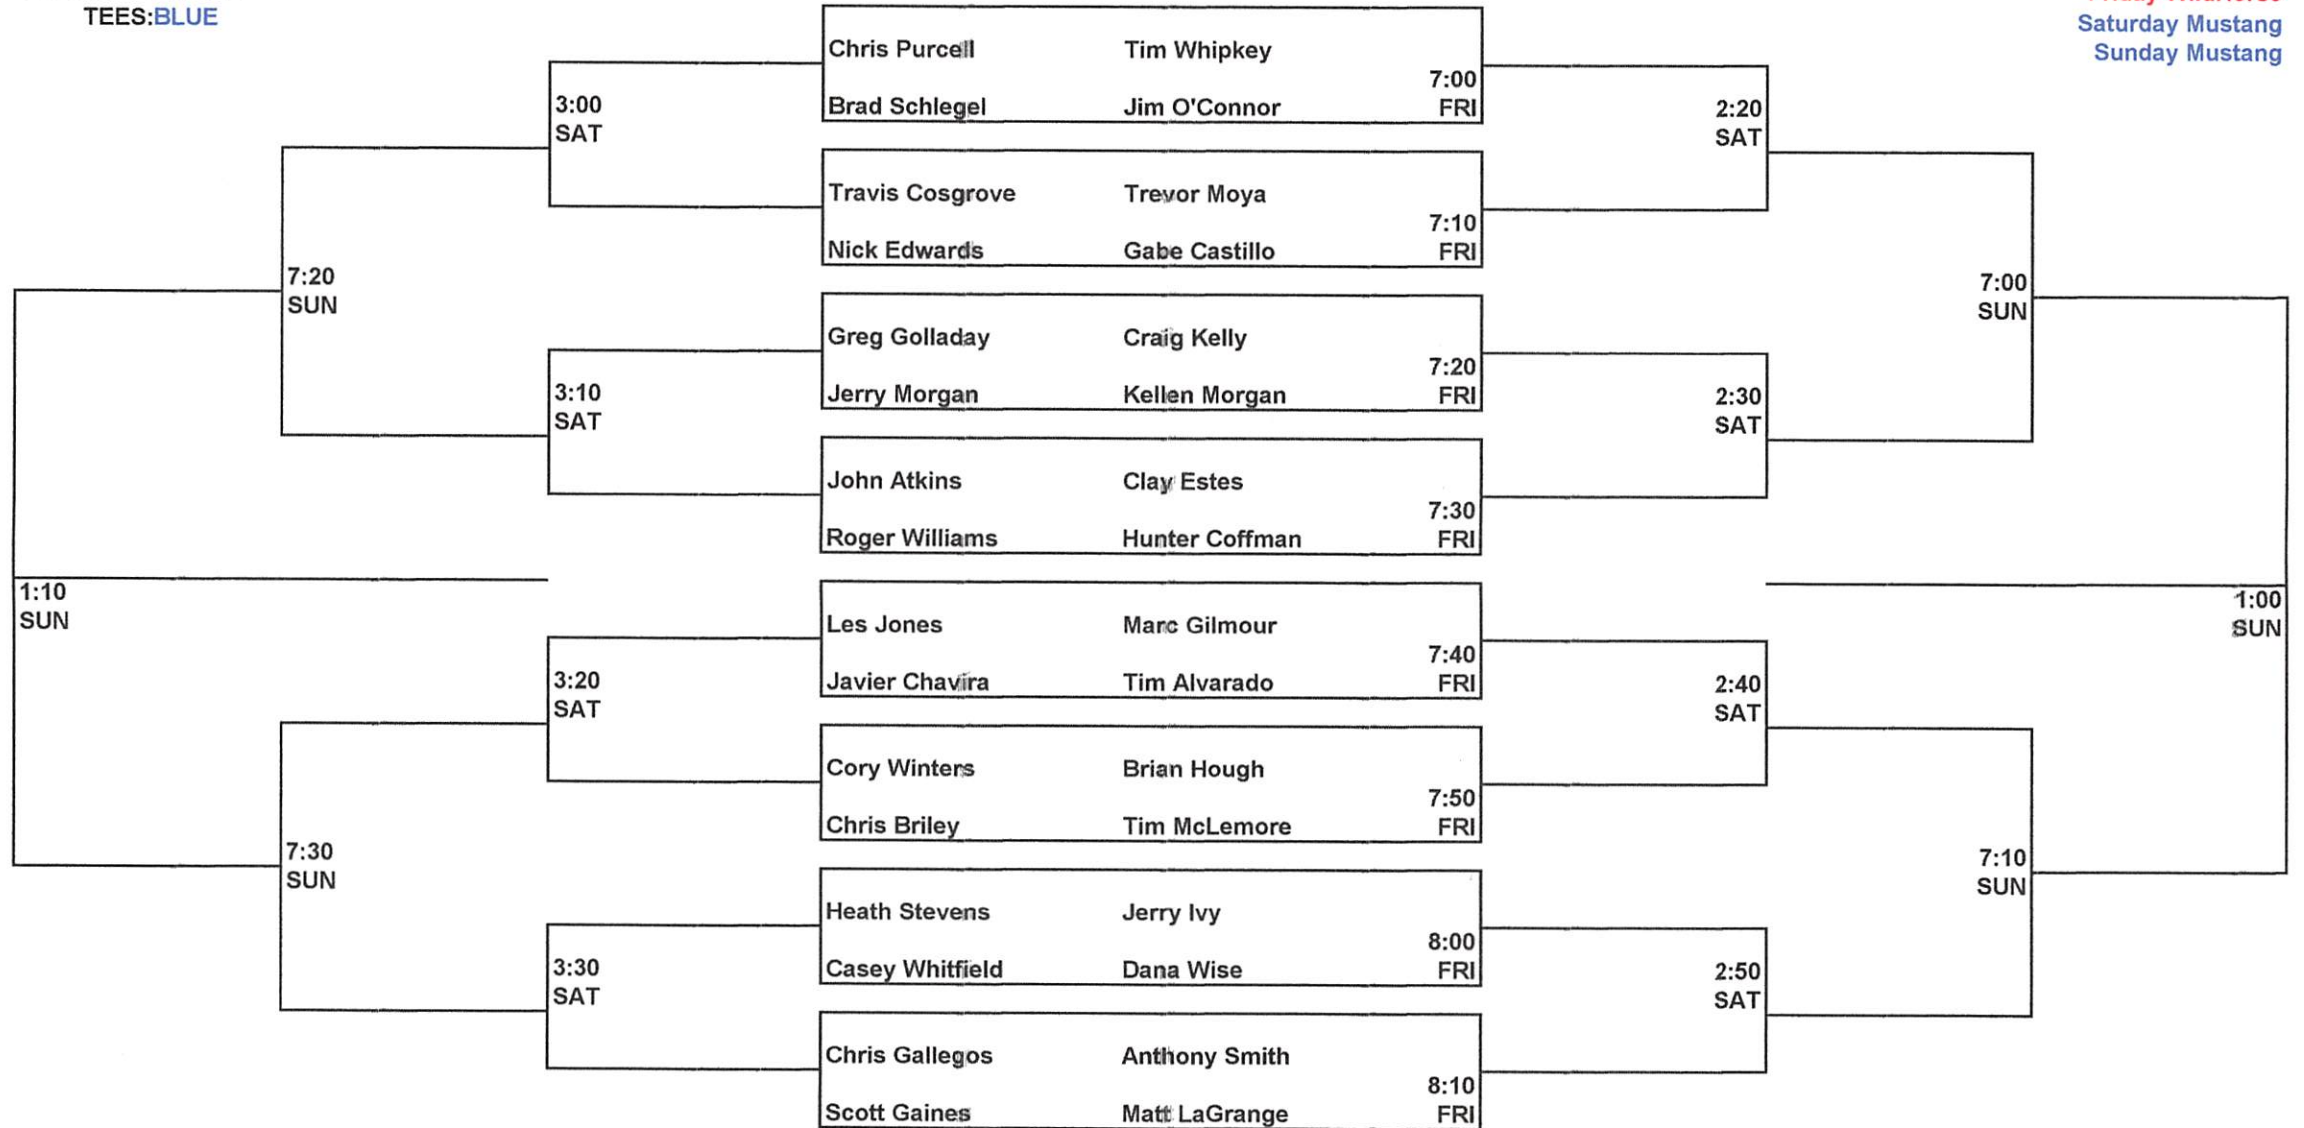 TEES:BLUE
Saturday Mustang
Sunday Mustang
Chris Purcell Tim Whipkey
7:00
Brad Schlegel Jim O'Connor FRI
3:00
SAT
2:20
SAT
Travis Cosgrove Trevor Moya
7:10
Nick Edwards Gabe Castillo FRI
7:20
SUN
7:00
SUN
Greg Golladay Craig Kelly
7:20
Jerry Morgan Kellen Morgan FRI
3:10
SAT
2:30
SAT
John Atkins Clay Estes
7:30
Roger Williams Hunter Coffman FRI
1:10
SUN
1:00
SUN
Les Jones Marc Gilmour
7:40
Javier Chavira Tim Alvarado FRI
3:20
SAT
2:40
SAT
Cory Winters Brian Hough
7:50
Chris Briley Tim McLemore FRI
7:30
SUN
7:10
SUN
Heath Stevens Jerry Ivy
8:00
Casey Whitfield Dana Wise FRI
3:30
SAT
2:50
SAT
Chris Gallegos Anthony Smith
8:10
Scott Gaines Matt LaGrange FRI